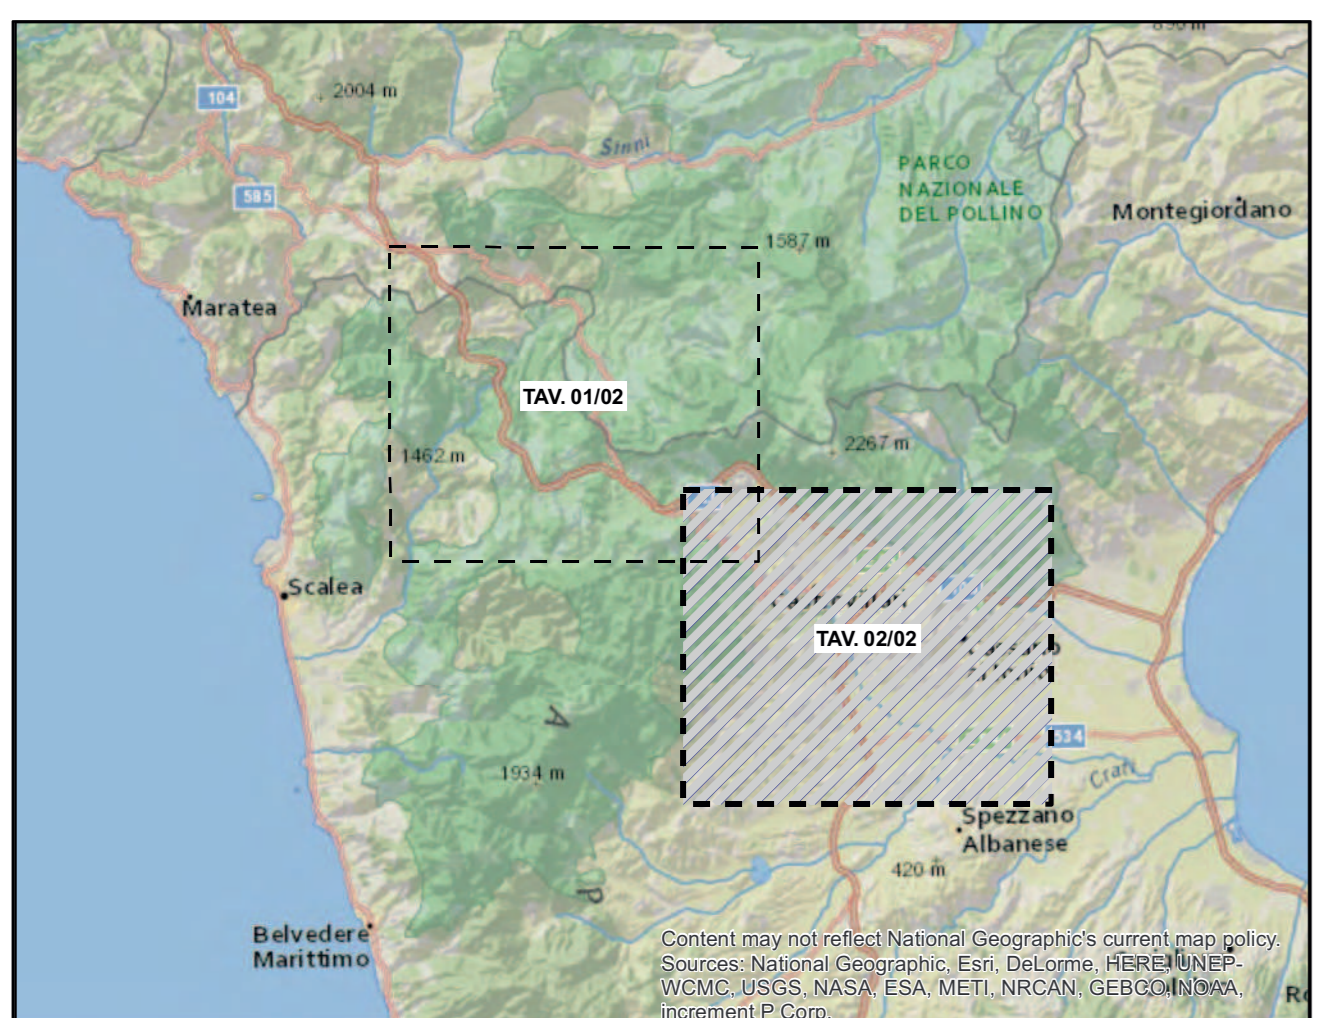 890 m
2004 m
104
Sinni
585
PARCO
NAZIONALE
DEL POLLINO
Montegiordano
1587 m
Maratea
TAV. 01/02
2267 m
1462 m
Scalea
TAV. 02/02
534
A
1934 m
Crati
Spezzano
Albanese
420 m
P
Belvedere
Marittimo
Content may not reflect National Geographic's current map policy.
Sources: National Geographic, Esri, DeLorme, HERE, UNEP-
WCMC, USGS, NASA, ESA, METI, NRCAN, GEBCO, NOAA,
increment P Corp.